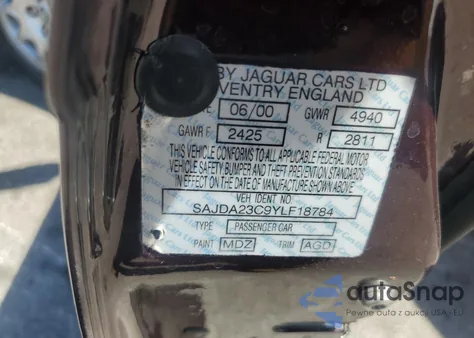 BY JAGUAR CARS LTD
VENTRY ENGLAND
06/00 GVWR 4940
GAWR F 2425 R 2811
THIS VEHICLE CONFORMS TO ALL APPLICABLE FEDERAL MOTOR
VEHICLE SAFETY BUMPER AND THEFT PREVENTION STANDARDS
IN EFFECT ON THE DATE OF MANUFACTURE SHOWN ABOVE.
VEH IDENT NO.
SAJDA23C9YLF18784
TYPE PASSENGER CAR
PAINT MDZ TRIM AGD
autoSnap
Pewne auto z aukcji USA i EU